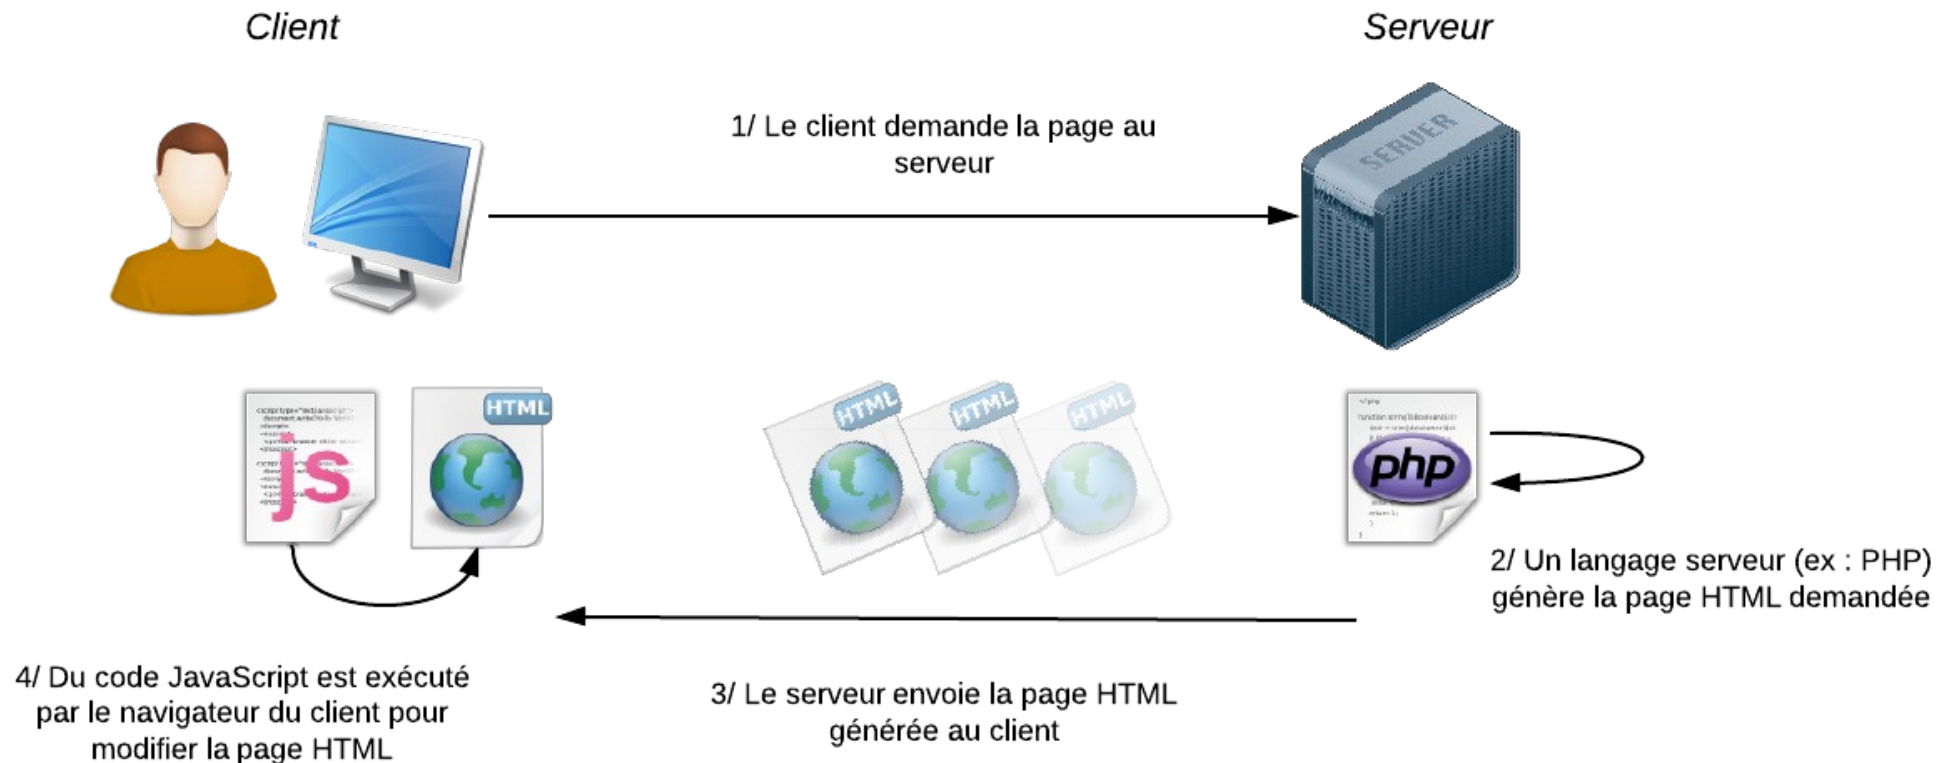 Client
Serveur
1/ Le client demande la page au
serveur
SERVER
js
HTML
HTML
HTML
HTML
php
2/ Un langage serveur (ex : PHP)
génère la page HTML demandée
4/ Du code JavaScript est exécuté
par le navigateur du client pour
modifier la page HTML
3/ Le serveur envoie la page HTML
générée au client